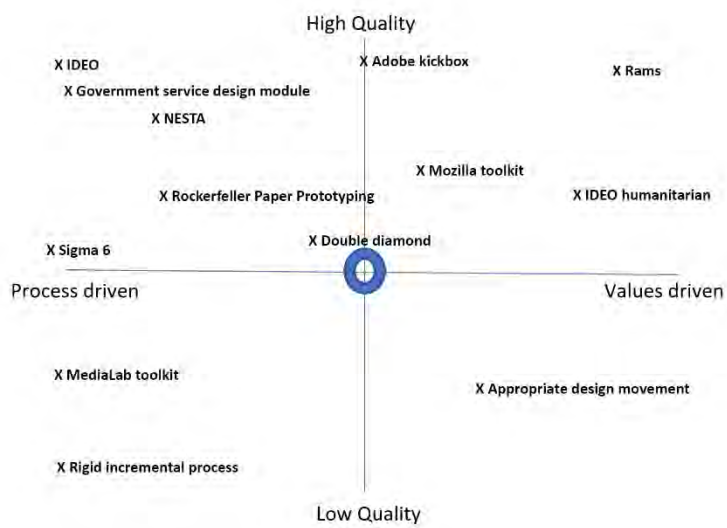 High Quality
X IDEO
X Adobe kickbox
X Rams
X Government service design module
X NESTA
X Mozilla toolkit
X Rockerfeller Paper Prototyping
X IDEO humanitarian
X Double diamond
X Sigma 6
Process driven
Values driven
X MediaLab toolkit
X Appropriate design movement
X Rigid incremental process
Low Quality